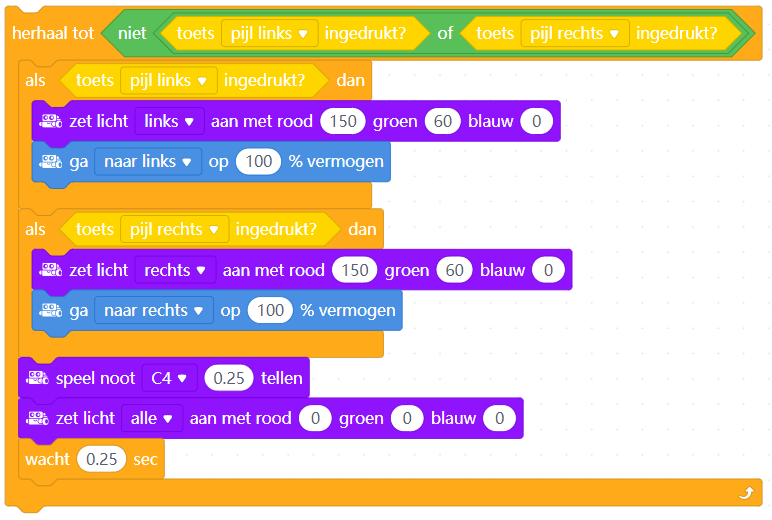 herhaal tot niet toets pijl links ingedrukt? of toets pijl rechts ingedrukt?
als toets pijl links ingedrukt? dan
zet licht links aan met rood 150 groen 60 blauw 0
ga naar links op 100 % vermogen
als toets pijl rechts ingedrukt? dan
zet licht rechts aan met rood 150 groen 60 blauw 0
ga naar rechts op 100 % vermogen
speel noot C4 0.25 tellen
zet licht alle aan met rood 0 groen 0 blauw 0
wacht 0.25 sec